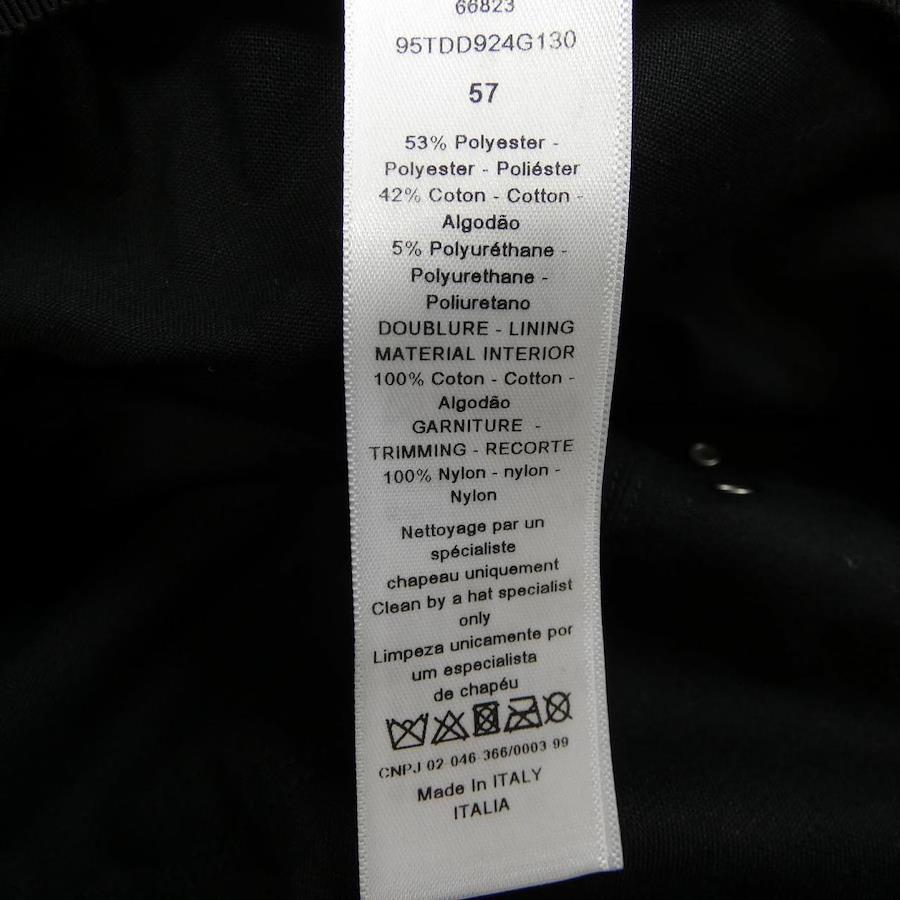 66823
95TDD924G130
57
53% Polyester -
Polyester - Poliéster
42% Coton - Cotton -
Algodão
5% Polyuréthane -
Polyurethane -
Poliuretano
DOUBLURE - LINING
MATERIAL INTERIOR
100% Coton - Cotton -
Algodão
GARNITURE -
TRIMMING - RECORTE
100% Nylon - nylon -
Nylon
Nettoyage par un
spécialiste
chapeau uniquement
Clean by a hat specialist
only
Limpeza unicamente por
um especialista
de chapéu
CNPJ 02-046-366/0003-99
Made In ITALY
ITALIA